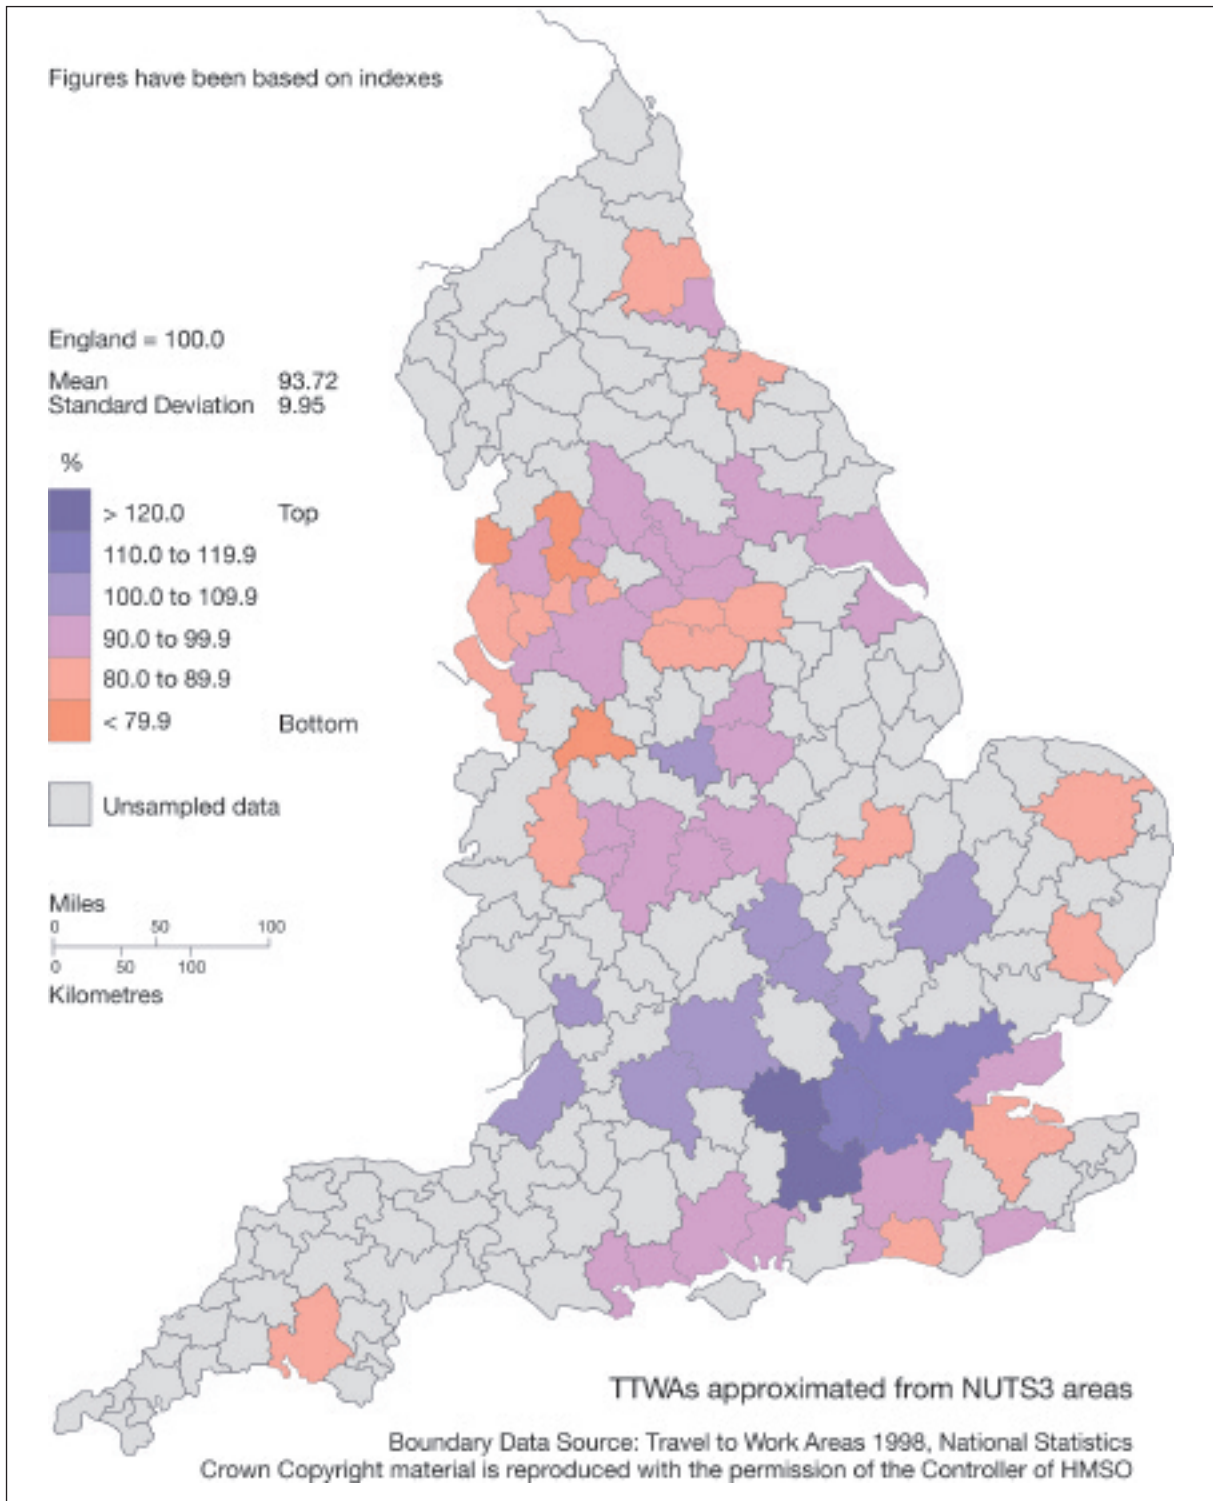 Figures have been based on indexes
England = 100.0
Mean 93.72
Standard Deviation 9.95
%
> 120.0 Top
110.0 to 119.9
100.0 to 109.9
90.0 to 99.9
80.0 to 89.9
< 79.9 Bottom
Unsampled data
Miles
0 50 100
0 50 100
Kilometres
TTWAs approximated from NUTS3 areas
Boundary Data Source: Travel to Work Areas 1998, National Statistics
Crown Copyright material is reproduced with the permission of the Controller of HMSO